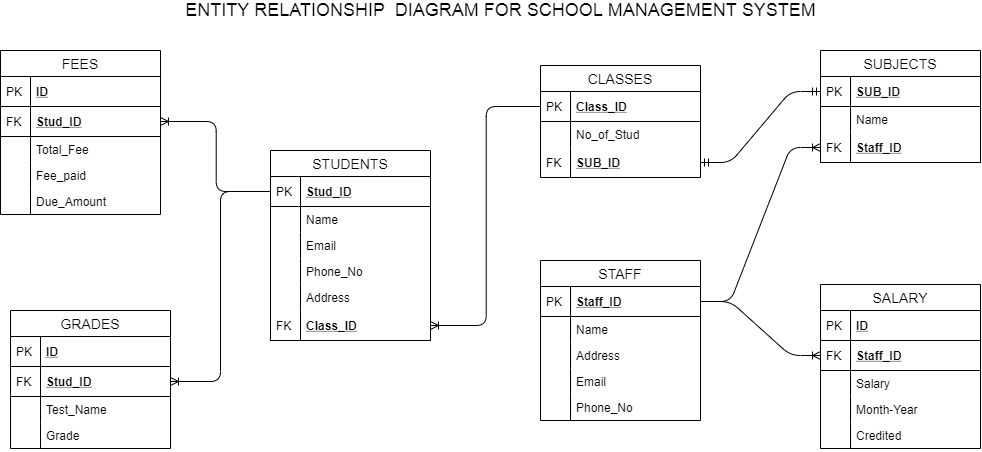 ENTITY RELATIONSHIP DIAGRAM FOR SCHOOL MANAGEMENT SYSTEM
FEES
PK ID
FK Stud_ID
Total_Fee
Fee_paid
Due_Amount
GRADES
PK ID
FK Stud_ID
Test_Name
Grade
STUDENTS
PK Stud_ID
Name
Email
Phone_No
Address
FK Class_ID
CLASSES
PK Class_ID
No_of_Stud
FK SUB_ID
STAFF
PK Staff_ID
Name
Address
Email
Phone_No
SUBJECTS
PK SUB_ID
Name
FK Staff_ID
SALARY
PK ID
FK Staff_ID
Salary
Month-Year
Credited